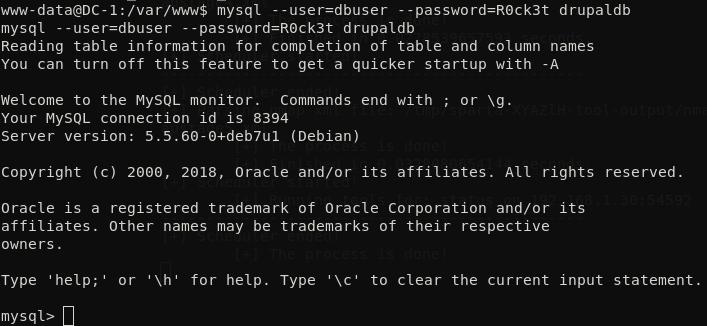 www-data@DC-1:/var/www$ mysql --user=dbuser --password=R0ck3t drupaldb
mysql --user=dbuser --password=R0ck3t drupaldb
Reading table information for completion of table and column names
You can turn off this feature to get a quicker startup with -A
Welcome to the MySQL monitor.  Commands end with ; or \g.
Your MySQL connection id is 8394
Server version: 5.5.60-0+deb7u1 (Debian)
Copyright (c) 2000, 2018, Oracle and/or its affiliates. All rights reserved.
Oracle is a registered trademark of Oracle Corporation and/or its
affiliates. Other names may be trademarks of their respective
owners.
Type 'help;' or '\h' for help. Type '\c' to clear the current input statement.
mysql>